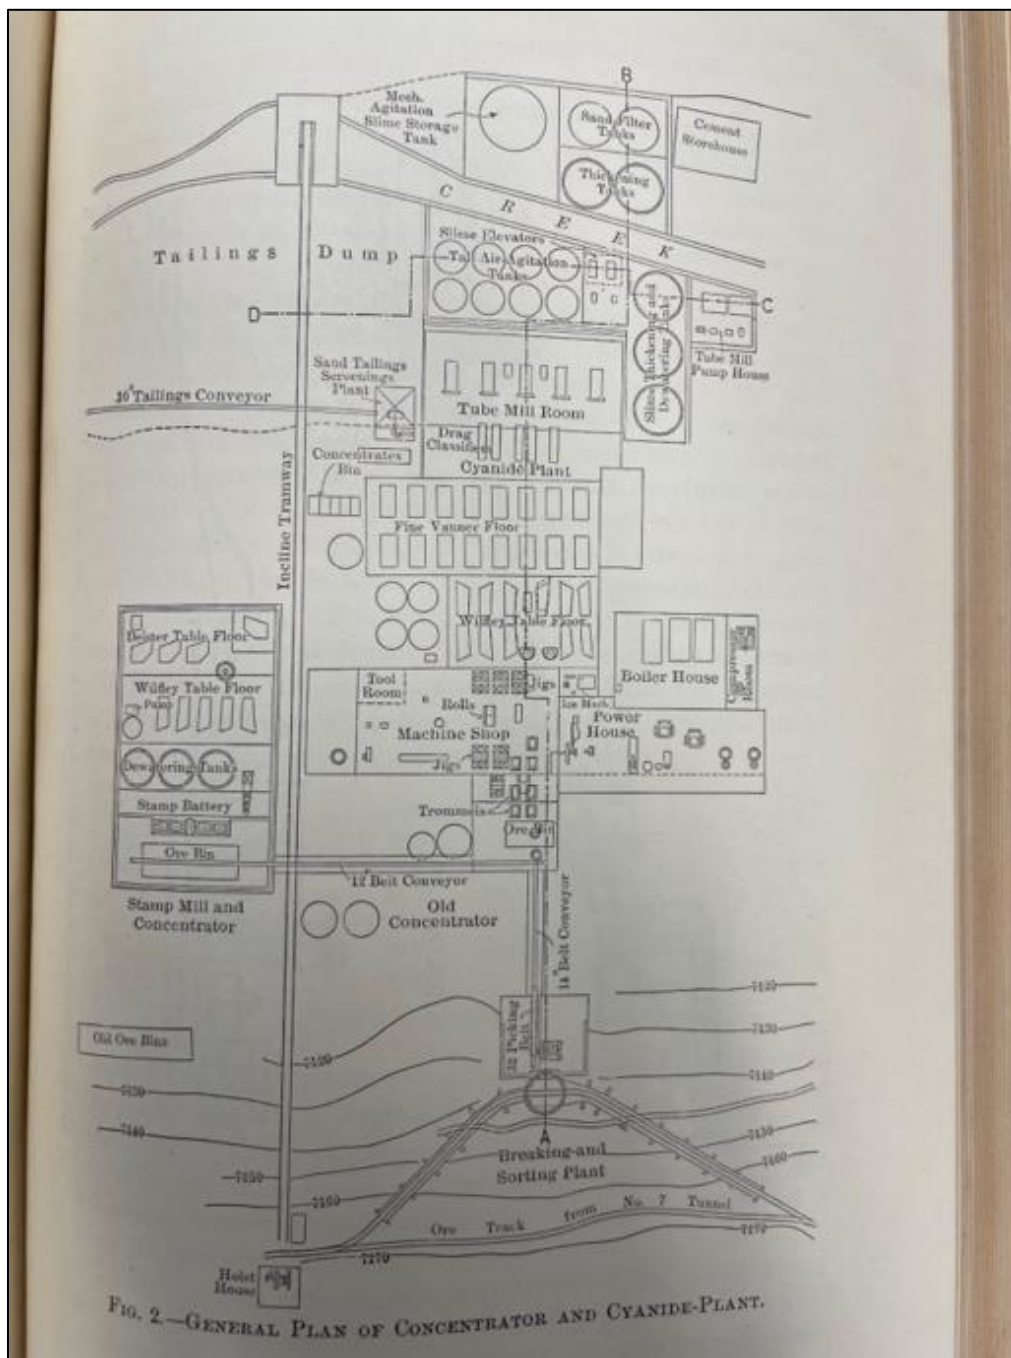 B
Mech.
Agitation
Slime Storage
Tank
Sand Filter
Tanks
Cement
Storehouse
Thickening
Tanks
CREEK
Tailings Dump
Slime Elevators
Air Agitation
Tanks
D
C
Slime Thickening and
Dewatering Tanks
Tube Mill
Pump House
Sand Tailings
Screenings
Plant
Tailings Conveyor
Tube Mill Room
Drag
Classifiers
Cyanide Plant
Concentrates
Bin
Incline Tramway
Fine Vanner Floor
Wilfley Table Floor
Deister Table Floor
Wilfley Table Floor
Pump
Dewatering Tanks
Stamp Battery
Ore Bin
Stamp Mill and
Concentrator
Boiler House
Compressor
Room
Tool
Room
Jigs
Ice Mach.
Rolls
Machine Shop
Power
House
Jigs
Trommels
Ore Bin
12" Belt Conveyor
Old
Concentrator
14" Belt Conveyor
Picking
Belt
Old Ore Bins
7120
7130
7140
7150
7160
7170
7130
7140
7160
7170
A
Breaking and
Sorting Plant
Ore Track from No. 7 Tunnel
Hoist
House
FIG. 2.—GENERAL PLAN OF CONCENTRATOR AND CYANIDE-PLANT.